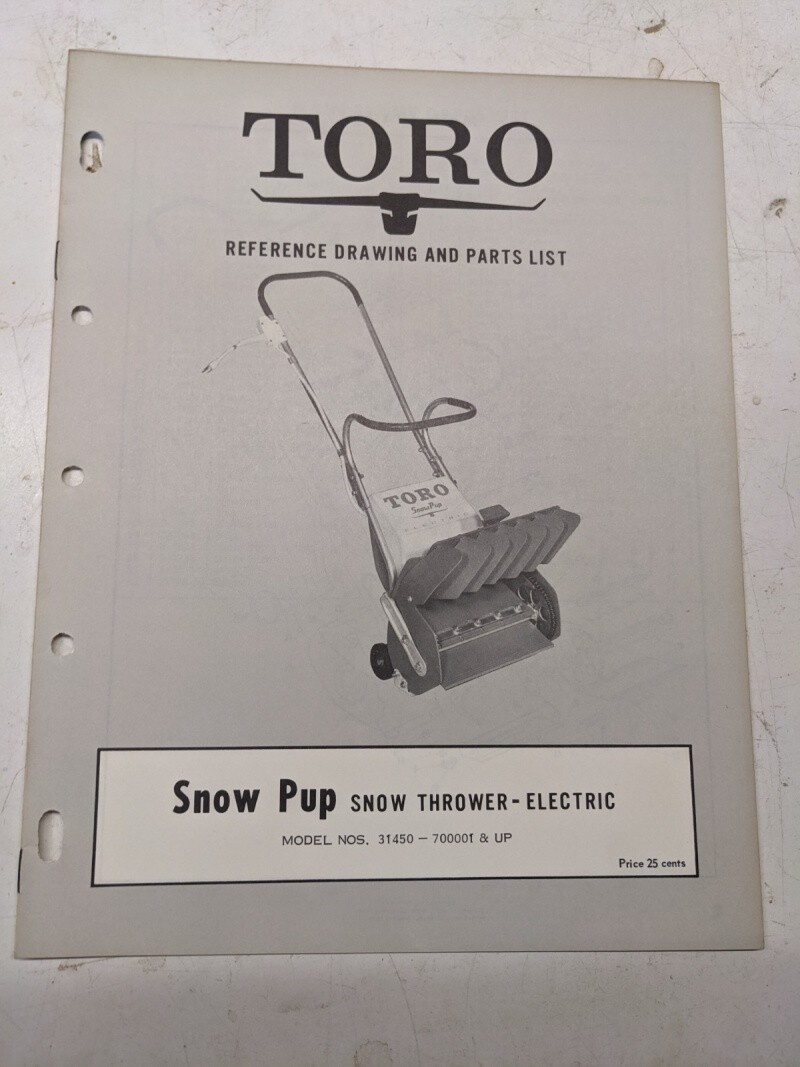 TORO
REFERENCE DRAWING AND PARTS LIST
TORO
Snow Pup
Snow Pup SNOW THROWER - ELECTRIC
MODEL NOS. 31450 — 700001 & UP
Price 25 cents